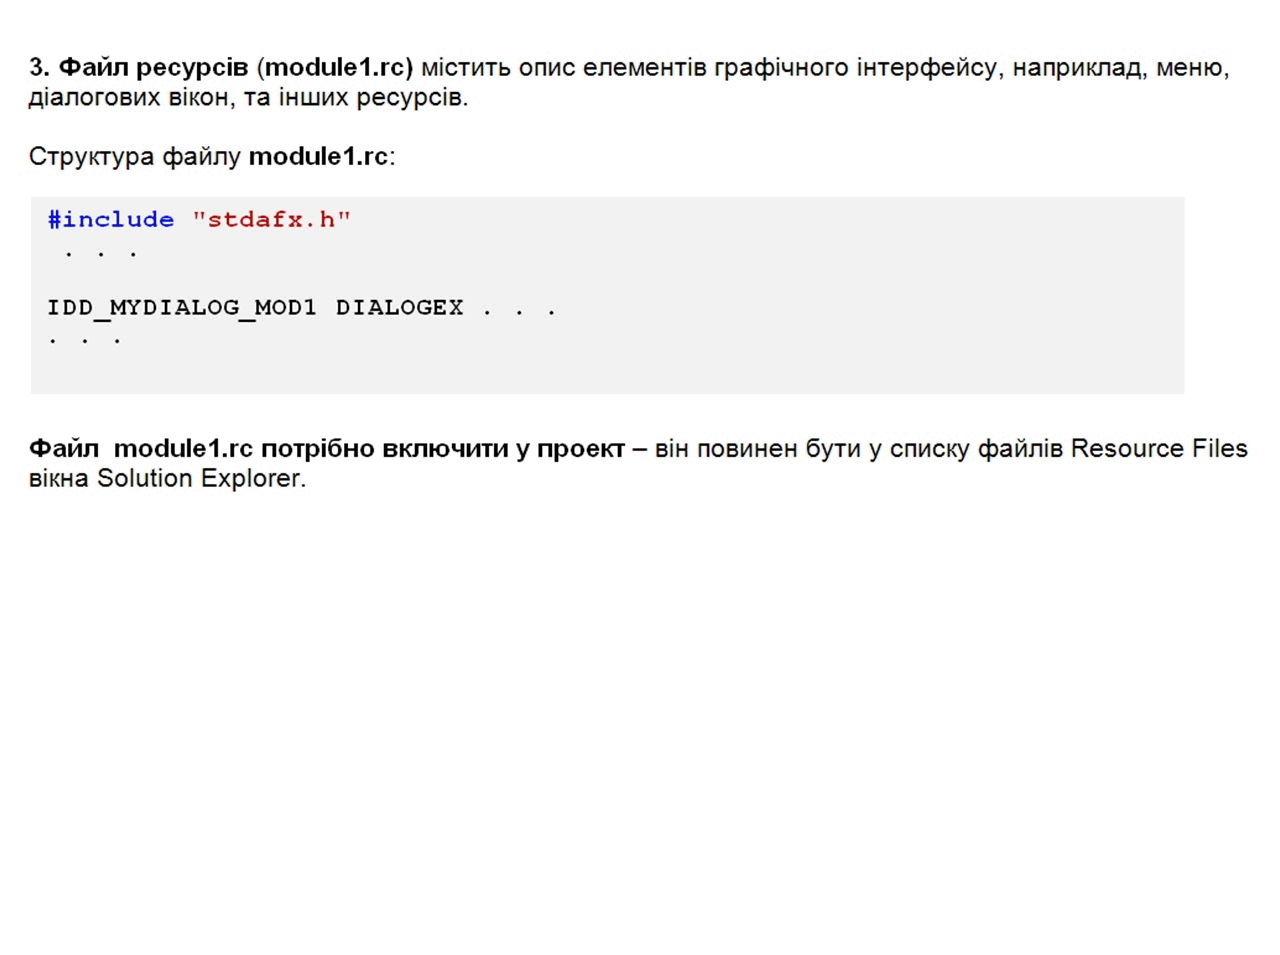 3. Файл ресурсів (module1.rc) містить опис елементів графічного інтерфейсу, наприклад, меню,
діалогових вікон, та інших ресурсів.
Структура файлу module1.rc:
#include "stdafx.h"
. . .
IDD_MYDIALOG_MOD1 DIALOGEX . . .
. . .
Файл  module1.rc потрібно включити у проект – він повинен бути у списку файлів Resource Files
вікна Solution Explorer.